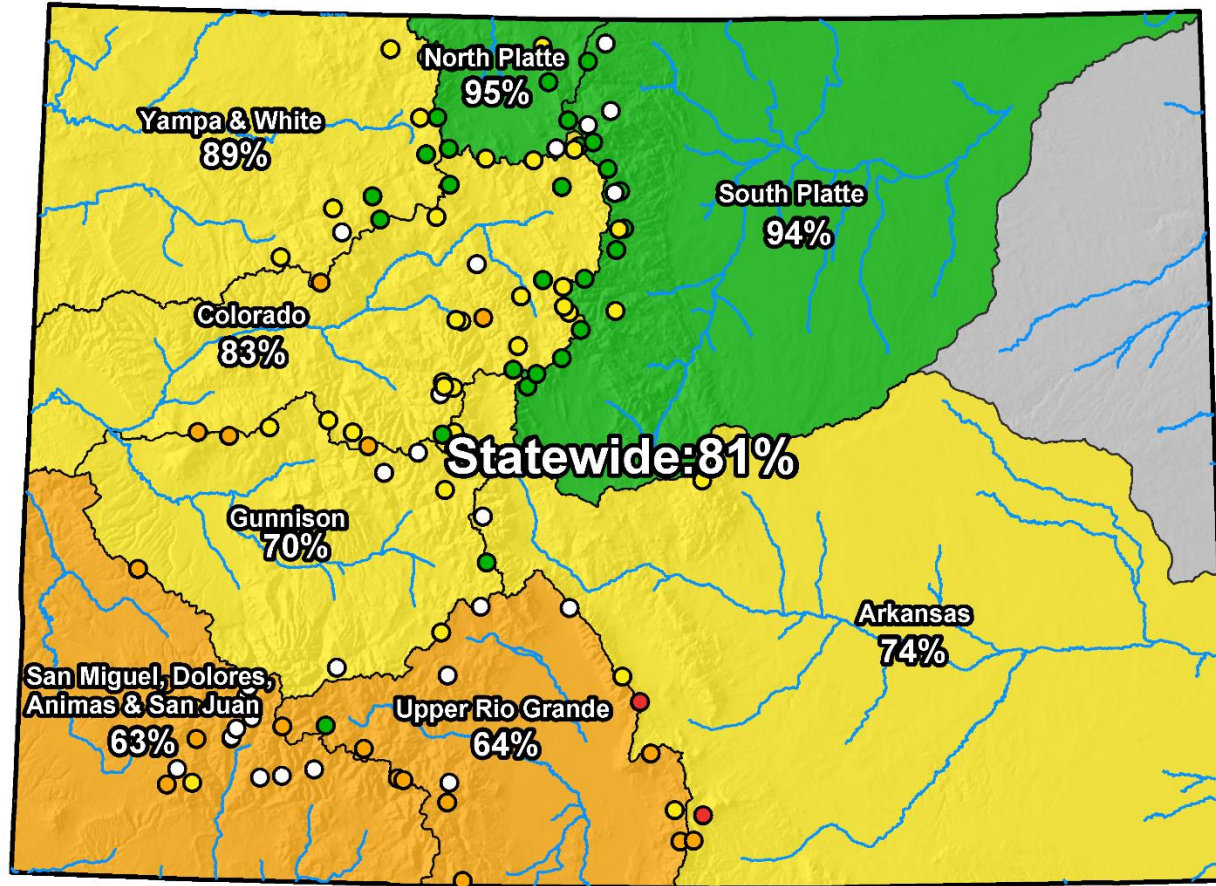 North Platte
95%
Yampa & White
89%
South Platte
94%
Colorado
83%
Statewide:81%
Gunnison
70%
Arkansas
74%
San Miguel, Dolores,
Animas & San Juan
63%
Upper Rio Grande
64%